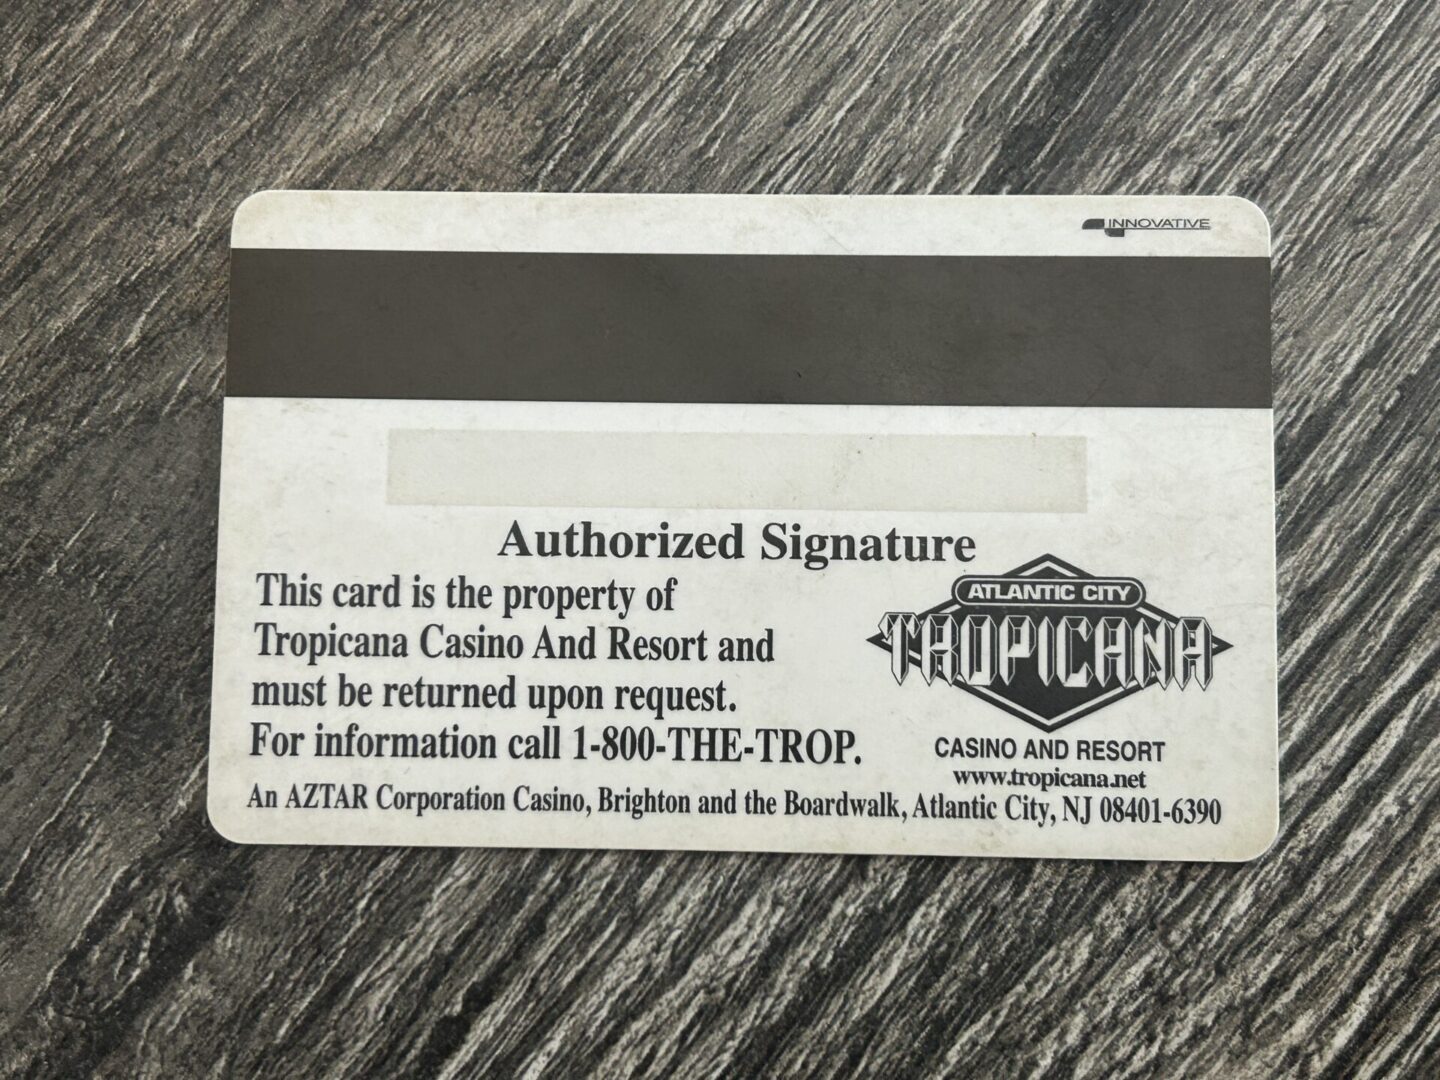 INNOVATIVE
Authorized Signature
This card is the property of
Tropicana Casino And Resort and
must be returned upon request.
For information call 1-800-THE-TROP.
ATLANTIC CITY
TROPICANA
CASINO AND RESORT
www.tropicana.net
An AZTAR Corporation Casino, Brighton and the Boardwalk, Atlantic City, NJ 08401-6390